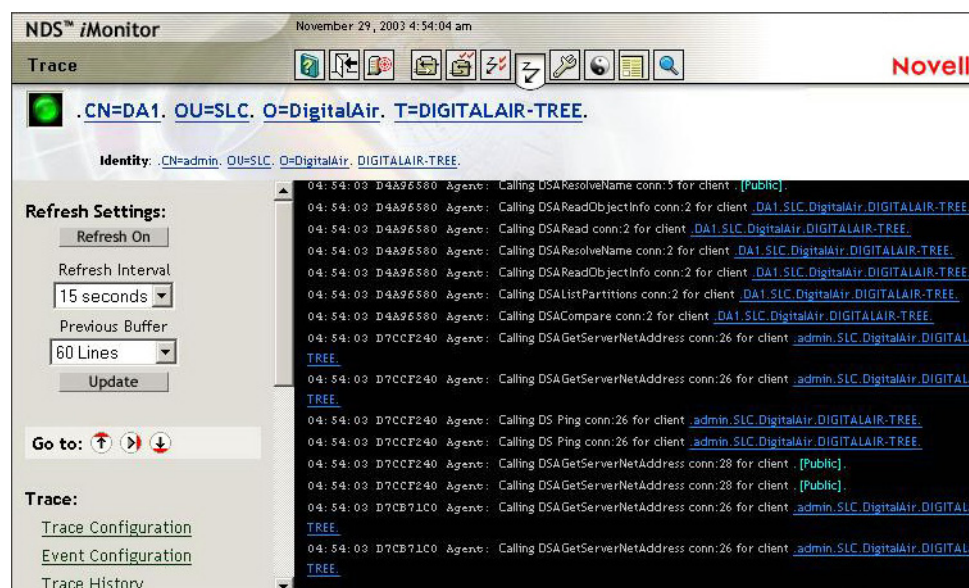 NDS™ iMonitor
November 29, 2003 4:54:04 am
Trace
Novell
.CN=DA1. OU=SLC. O=DigitalAir. T=DIGITALAIR-TREE.
Identity: .CN=admin. OU=SLC. O=DigitalAir. DIGITALAIR-TREE.
Refresh Settings:
Refresh On
Refresh Interval
15 seconds
Previous Buffer
60 Lines
Update
Go to:
Trace:
Trace Configuration
Event Configuration
Trace History
04:54:03 D4A96580 Agent: Calling DSAResolveName conn:5 for client .[Public].
04:54:03 D4A96580 Agent: Calling DSAReadObjectInfo conn:2 for client .DA1.SLC.DigitalAir.DIGITALAIR-TREE
04:54:03 D4A96580 Agent: Calling DSARead conn:2 for client .DA1.SLC.DigitalAir.DIGITALAIR-TREE.
04:54:03 D4A96580 Agent: Calling DSAResolveName conn:2 for client .DA1.SLC.DigitalAir.DIGITALAIR-TREE.
04:54:03 D4A96580 Agent: Calling DSAReadObjectInfo conn:2 for client .DA1.SLC.DigitalAir.DIGITALAIR-TREE
04:54:03 D4A96580 Agent: Calling DSAListPartitions conn:2 for client .DA1.SLC.DigitalAir.DIGITALAIR-TREE.
04:54:03 D4A96580 Agent: Calling DSACompare conn:2 for client .DA1.SLC.DigitalAir.DIGITALAIR-TREE.
04:54:03 D7CCF240 Agent: Calling DSAGetServerNetAddress conn:26 for client .admin.SLC.DigitalAir.DIGITAL
TREE.
04:54:03 D7CCF240 Agent: Calling DSAGetServerNetAddress conn:26 for client .admin.SLC.DigitalAir.DIGITAL
TREE.
04:54:03 D7CCF240 Agent: Calling DS Ping conn:26 for client .admin.SLC.DigitalAir.DIGITALAIR-TREE.
04:54:03 D7CCF240 Agent: Calling DS Ping conn:26 for client .admin.SLC.DigitalAir.DIGITALAIR-TREE.
04:54:03 D7CCF240 Agent: Calling DSAGetServerNetAddress conn:28 for client .[Public].
04:54:03 D7CCF240 Agent: Calling DSAGetServerNetAddress conn:28 for client .[Public].
04:54:03 D7CB71C0 Agent: Calling DSAGetServerNetAddress conn:26 for client .admin.SLC.DigitalAir.DIGITAL
TREE.
04:54:03 D7CB71C0 Agent: Calling DSAGetServerNetAddress conn:26 for client .admin.SLC.DigitalAir.DIGITAL
TREE.